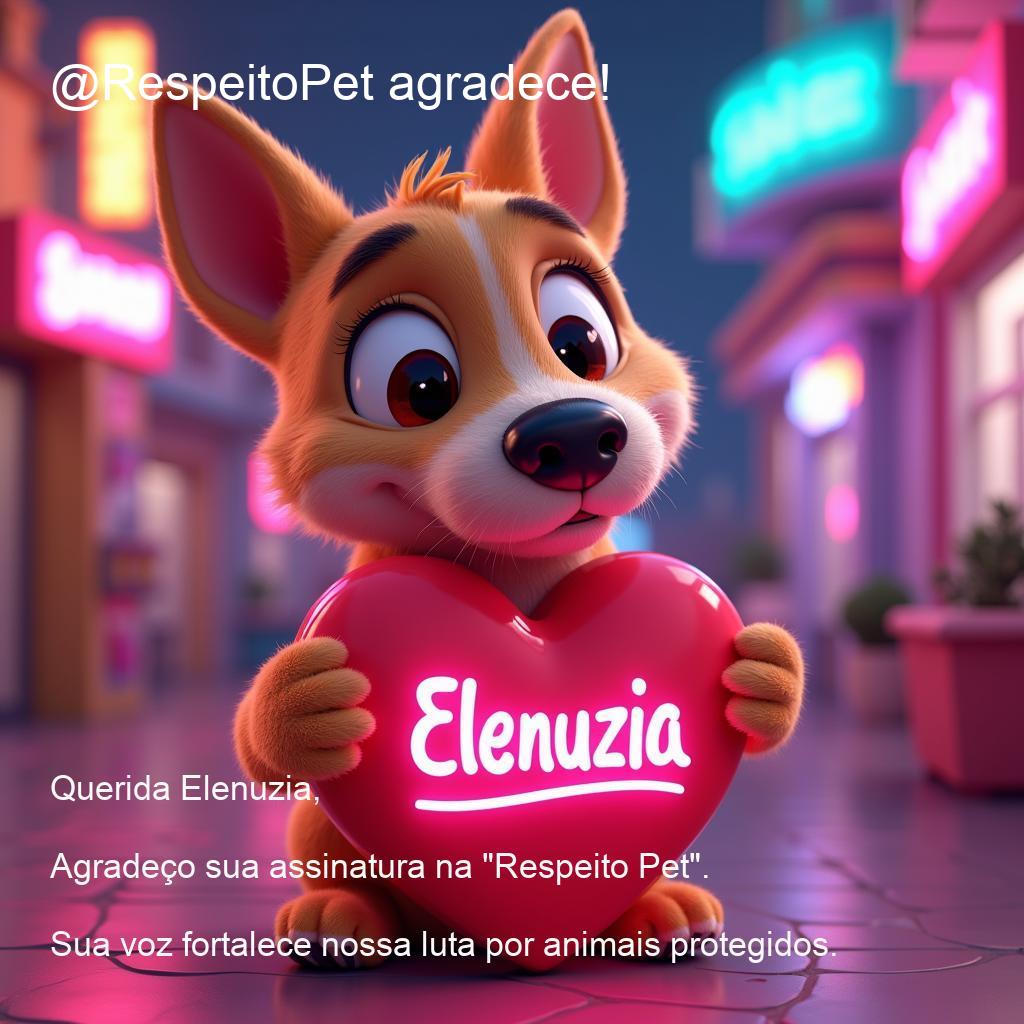 @RespeitoPet agradece!
Elenuzia
Querida Elenuzia,
Agradeço sua assinatura na "Respeito Pet".
Sua voz fortalece nossa luta por animais protegidos.